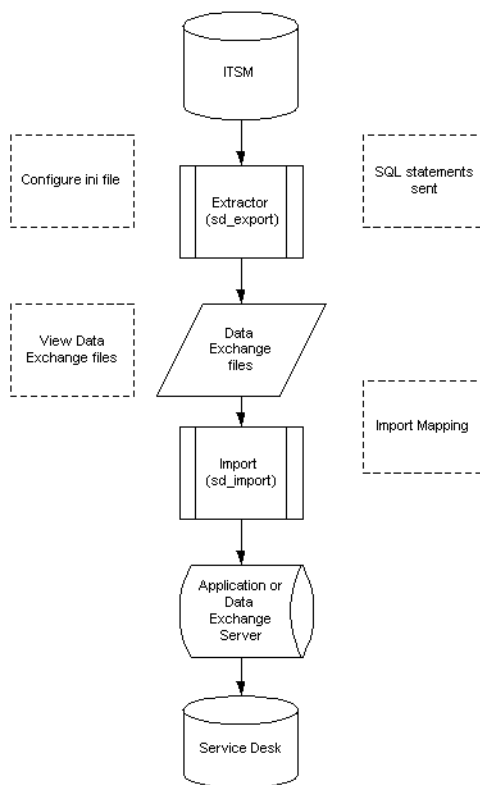 ITSM
Configure ini file
Extractor
(sd_export)
SQL statements
sent
View Data
Exchange files
Data
Exchange
files
Import
(sd_import)
Import Mapping
Application or
Data
Exchange
Server
Service Desk